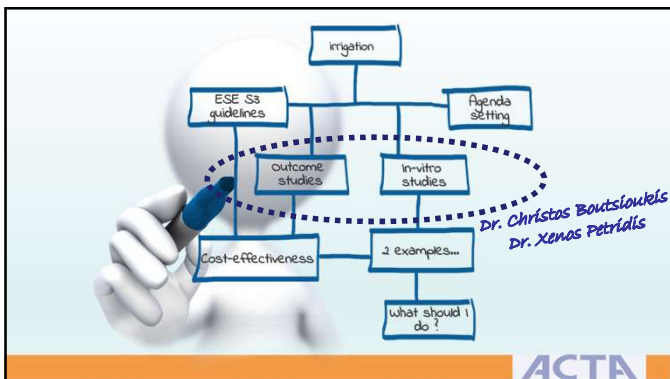 irrigation
ESE S3
guidelines
Agenda
setting
Outcome
studies
In-vitro
studies
Dr. Christos Boutsioukis
Dr. Xenos Petridis
Cost-effectiveness
2 examples...
what should I
do ?
ACTA